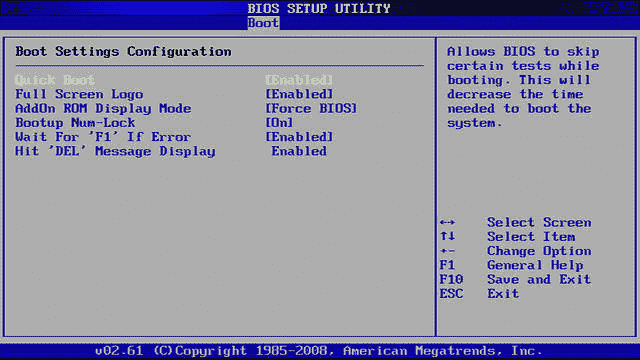 BIOS SETUP UTILITY
Boot
Boot Settings Configuration
Quick Boot [Enabled]
Full Screen Logo [Enabled]
AddOn ROM Display Mode [Force BIOS]
Bootup Num-Lock [On]
Wait For 'F1' If Error [Enabled]
Hit 'DEL' Message Display Enabled
Allows BIOS to skip
certain tests while
booting. This will
decrease the time
needed to boot the
system.
←→ Select Screen
↑↓ Select Item
+- Change Option
F1 General Help
F10 Save and Exit
ESC Exit
v02.61 (C)Copyright 1985-2008, American Megatrends, Inc.